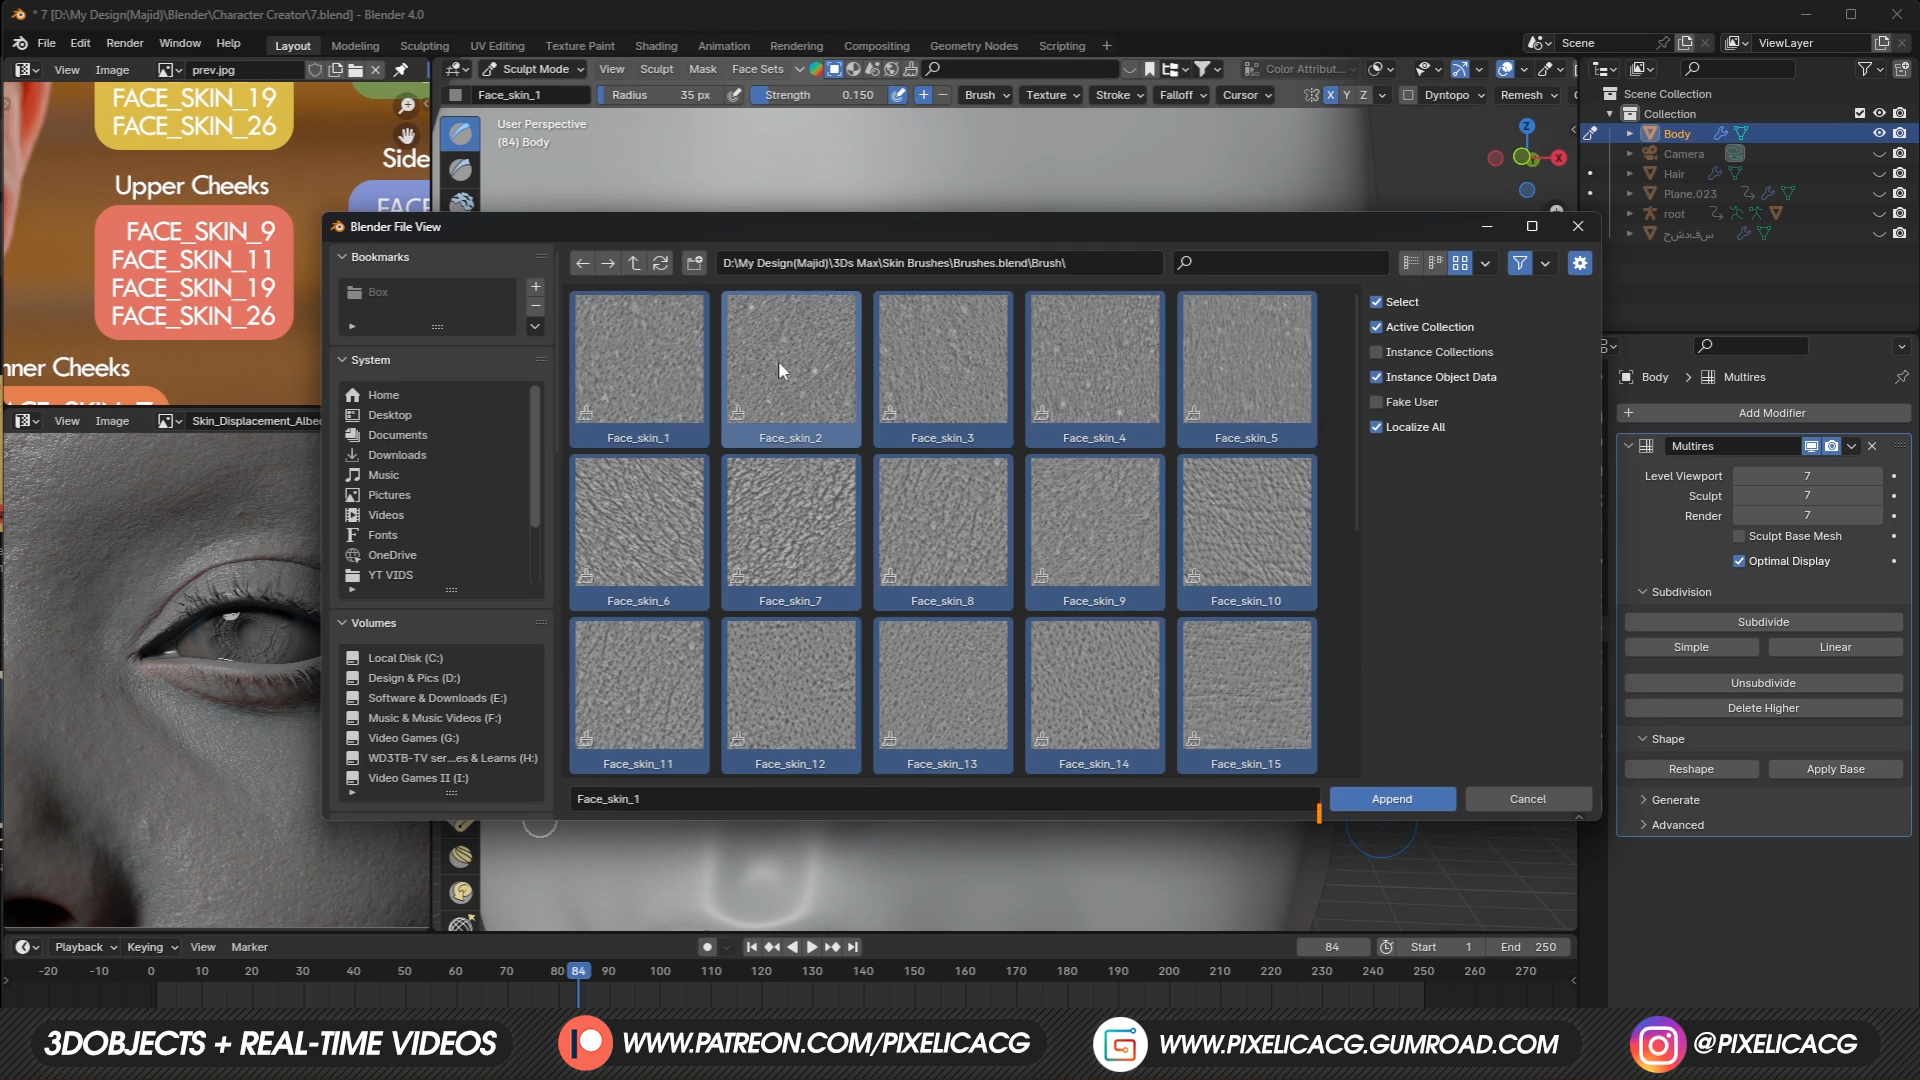 * 7 [D:\My Design(Majid)\Blender\Character Creator\7.blend] - Blender 4.0
File Edit Render Window Help Layout Modeling Sculpting UV Editing Texture Paint Shading Animation Rendering Compositing Geometry Nodes Scripting + Scene ViewLayer
View Image prev.jpg Sculpt Mode View Sculpt Mask Face Sets Color Attribut...
Face_skin_1 Radius 35 px Strength 0.150 Brush Texture Stroke Falloff Cursor X Y Z Dyntopo Remesh
FACE_SKIN_19
FACE_SKIN_26
Side
Upper Cheeks
FACE_SKIN_9
FACE_SKIN_11
FACE_SKIN_19
FACE_SKIN_26
nner Cheeks
User Perspective
(84) Body
Z
X
Scene Collection
Collection
Body
Camera
Hair
Plane.023
root
Blender File View
Bookmarks
Box
System
Home
Desktop
Documents
Downloads
Music
Pictures
Videos
Fonts
OneDrive
YT VIDS
Volumes
Local Disk (C:)
Design & Pics (D:)
Software & Downloads (E:)
Music & Music Videos (F:)
Video Games (G:)
WD3TB-TV ser...es & Learns (H:)
Video Games II (I:)
D:\My Design(Majid)\3Ds Max\Skin Brushes\Brushes.blend\Brush\
Face_skin_1 Face_skin_2 Face_skin_3 Face_skin_4 Face_skin_5
Face_skin_6 Face_skin_7 Face_skin_8 Face_skin_9 Face_skin_10
Face_skin_11 Face_skin_12 Face_skin_13 Face_skin_14 Face_skin_15
Face_skin_1
Append Cancel
Select
Active Collection
Instance Collections
Instance Object Data
Fake User
Localize All
View Image Skin_Displacement_Albec
Body > Multires
+ Add Modifier
Multires
Level Viewport 7
Sculpt 7
Render 7
Sculpt Base Mesh
Optimal Display
Subdivision
Subdivide
Simple Linear
Unsubdivide
Delete Higher
Shape
Reshape Apply Base
Generate
Advanced
Playback Keying View Marker 84 Start 1 End 250
-20 -10 0 10 20 30 40 50 60 70 80 84 90 100 110 120 130 140 150 160 170 180 190 200 210 220 230 240 250 260 270
3DOBJECTS + REAL-TIME VIDEOS WWW.PATREON.COM/PIXELICACG WWW.PIXELICACG.GUMROAD.COM @PIXELICACG